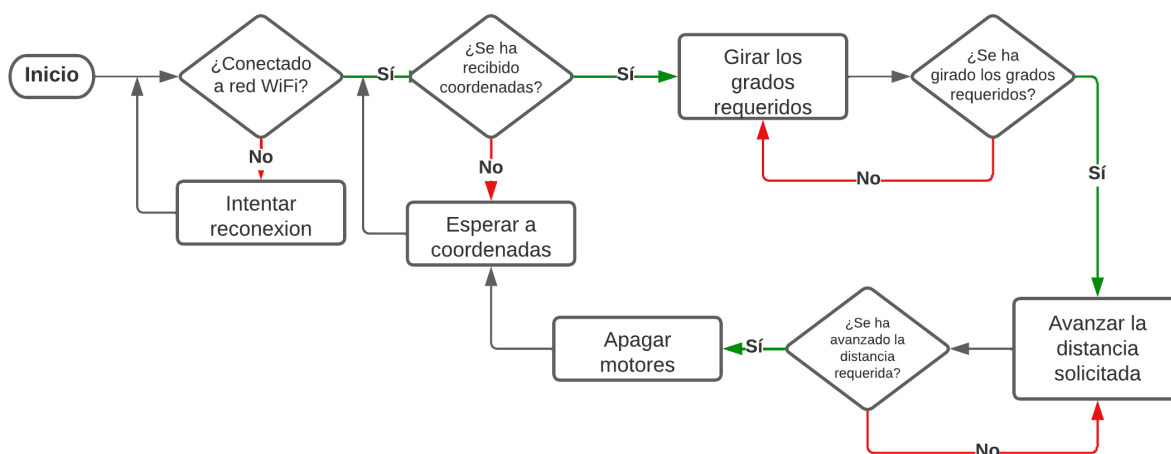 Inicio
¿Conectado
a red WiFi?
Sí
¿Se ha
recibido
coordenadas?
Sí
Girar los
grados
requeridos
¿Se ha
girado los grados
requeridos?
No
No
No
Sí
Intentar
reconexion
Esperar a
coordenadas
Apagar
motores
Sí
¿Se ha
avanzado la
distancia
requerida?
Avanzar la
distancia
solicitada
No